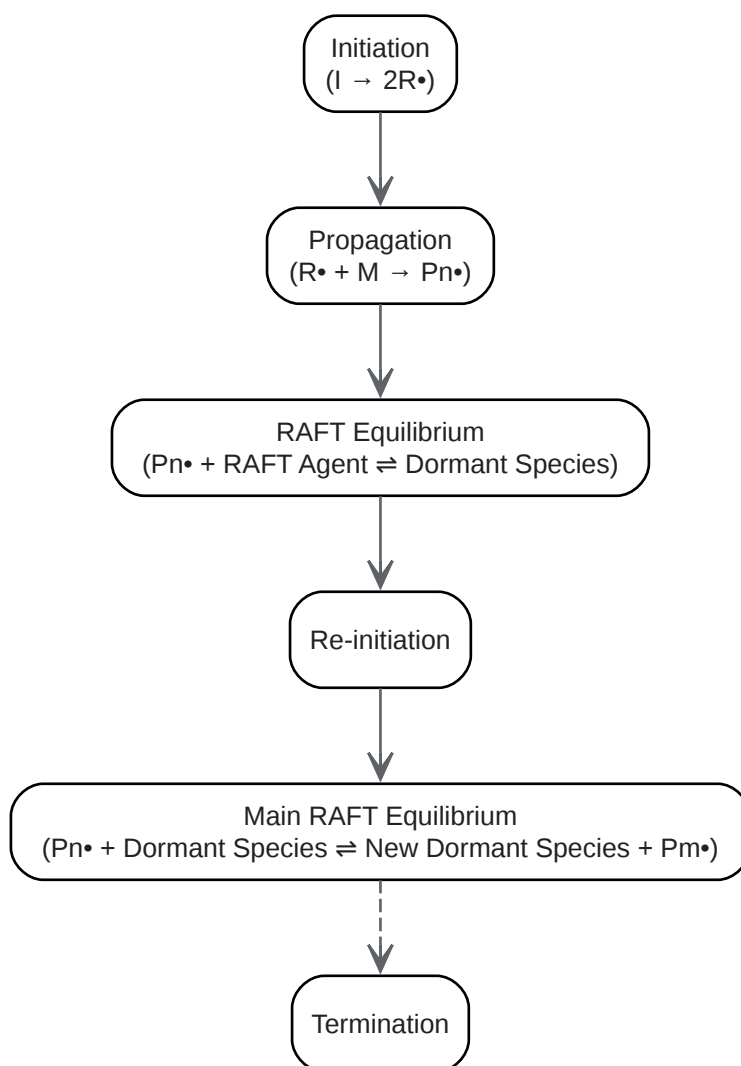 Initiation
(I → 2R•)
Propagation
(R• + M → Pn•)
RAFT Equilibrium
(Pn• + RAFT Agent ⇌ Dormant Species)
Re-initiation
Main RAFT Equilibrium
(Pn• + Dormant Species ⇌ New Dormant Species + Pm•)
Termination